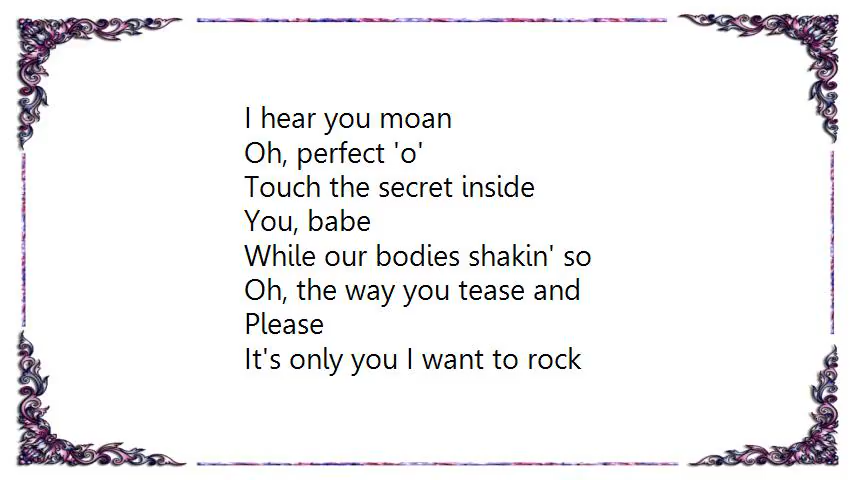 I hear you moan
Oh, perfect 'o'
Touch the secret inside
You, babe
While our bodies shakin' so
Oh, the way you tease and
Please
It's only you I want to rock